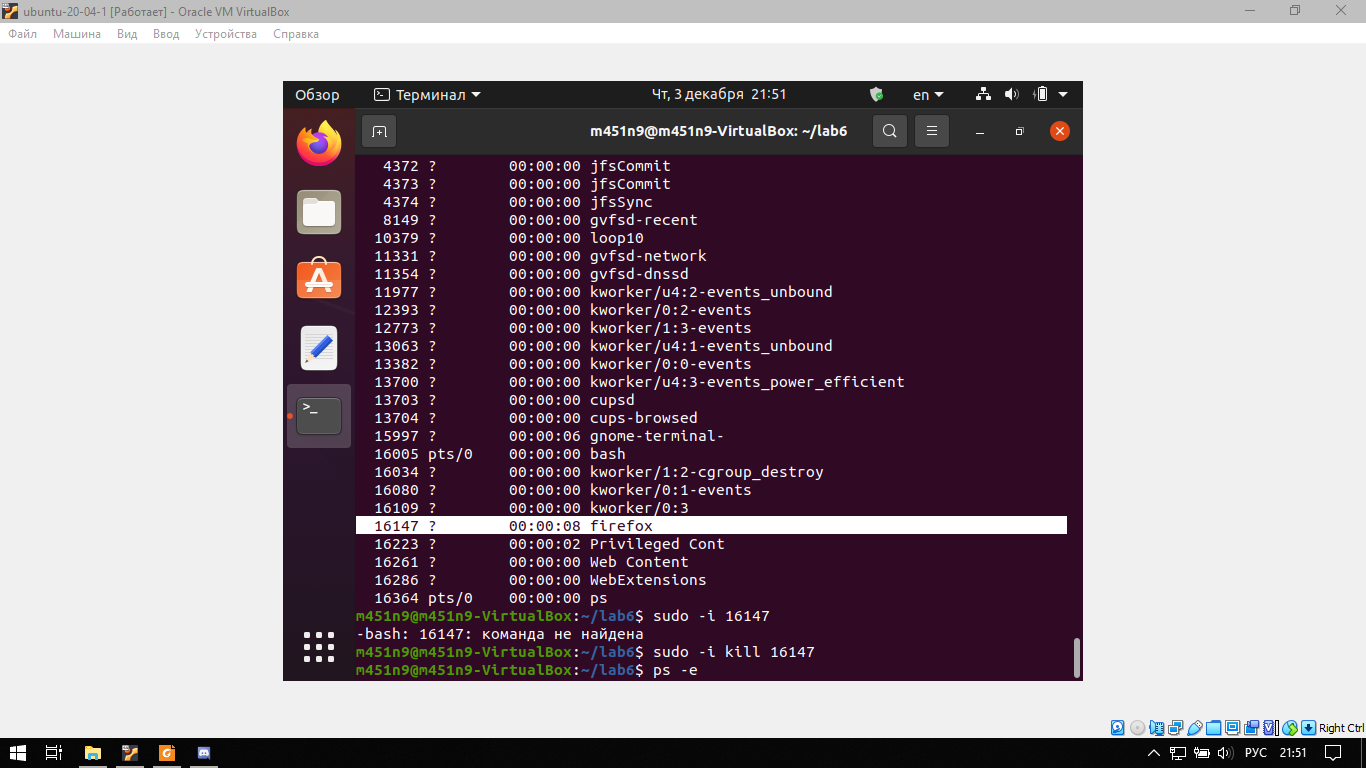 ubuntu-20-04-1 [Работает] - Oracle VM VirtualBox
Файл Машина Вид Ввод Устройства Справка
Обзор Терминал Чт, 3 декабря 21:51 en
m451n9@m451n9-VirtualBox: ~/lab6
4372 ? 00:00:00 jfsCommit
4373 ? 00:00:00 jfsCommit
4374 ? 00:00:00 jfsSync
8149 ? 00:00:00 gvfsd-recent
10379 ? 00:00:00 loop10
11331 ? 00:00:00 gvfsd-network
11354 ? 00:00:00 gvfsd-dnssd
11977 ? 00:00:00 kworker/u4:2-events_unbound
12393 ? 00:00:00 kworker/0:2-events
12773 ? 00:00:00 kworker/1:3-events
13063 ? 00:00:00 kworker/u4:1-events_unbound
13382 ? 00:00:00 kworker/0:0-events
13700 ? 00:00:00 kworker/u4:3-events_power_efficient
13703 ? 00:00:00 cupsd
13704 ? 00:00:00 cups-browsed
15997 ? 00:00:06 gnome-terminal-
16005 pts/0 00:00:00 bash
16034 ? 00:00:00 kworker/1:2-cgroup_destroy
16080 ? 00:00:00 kworker/0:1-events
16109 ? 00:00:00 kworker/0:3
16147 ? 00:00:08 firefox
16223 ? 00:00:02 Privileged Cont
16261 ? 00:00:00 Web Content
16286 ? 00:00:00 WebExtensions
16364 pts/0 00:00:00 ps
m451n9@m451n9-VirtualBox:~/lab6$ sudo -i 16147
-bash: 16147: команда не найдена
m451n9@m451n9-VirtualBox:~/lab6$ sudo -i kill 16147
m451n9@m451n9-VirtualBox:~/lab6$ ps -e
Right Ctrl
РУС 21:51